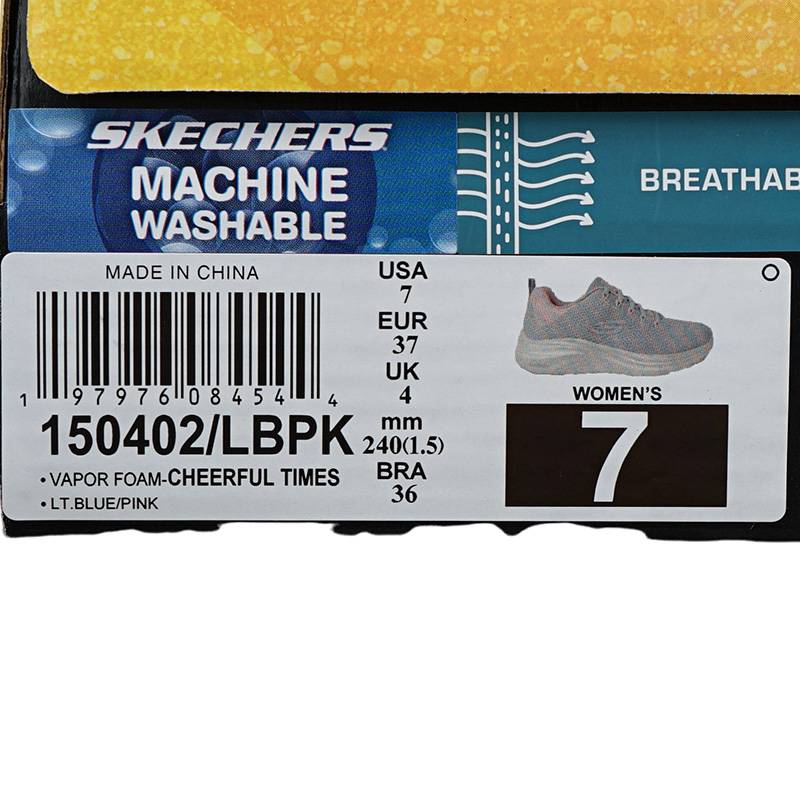 SKECHERS
MACHINE
WASHABLE
BREATHAB
MADE IN CHINA
1 97976 08454 4
150402/LBPK
• VAPOR FOAM-CHEERFUL TIMES
• LT.BLUE/PINK
USA
7
EUR
37
UK
4
mm
240(1.5)
BRA
36
WOMEN'S
7